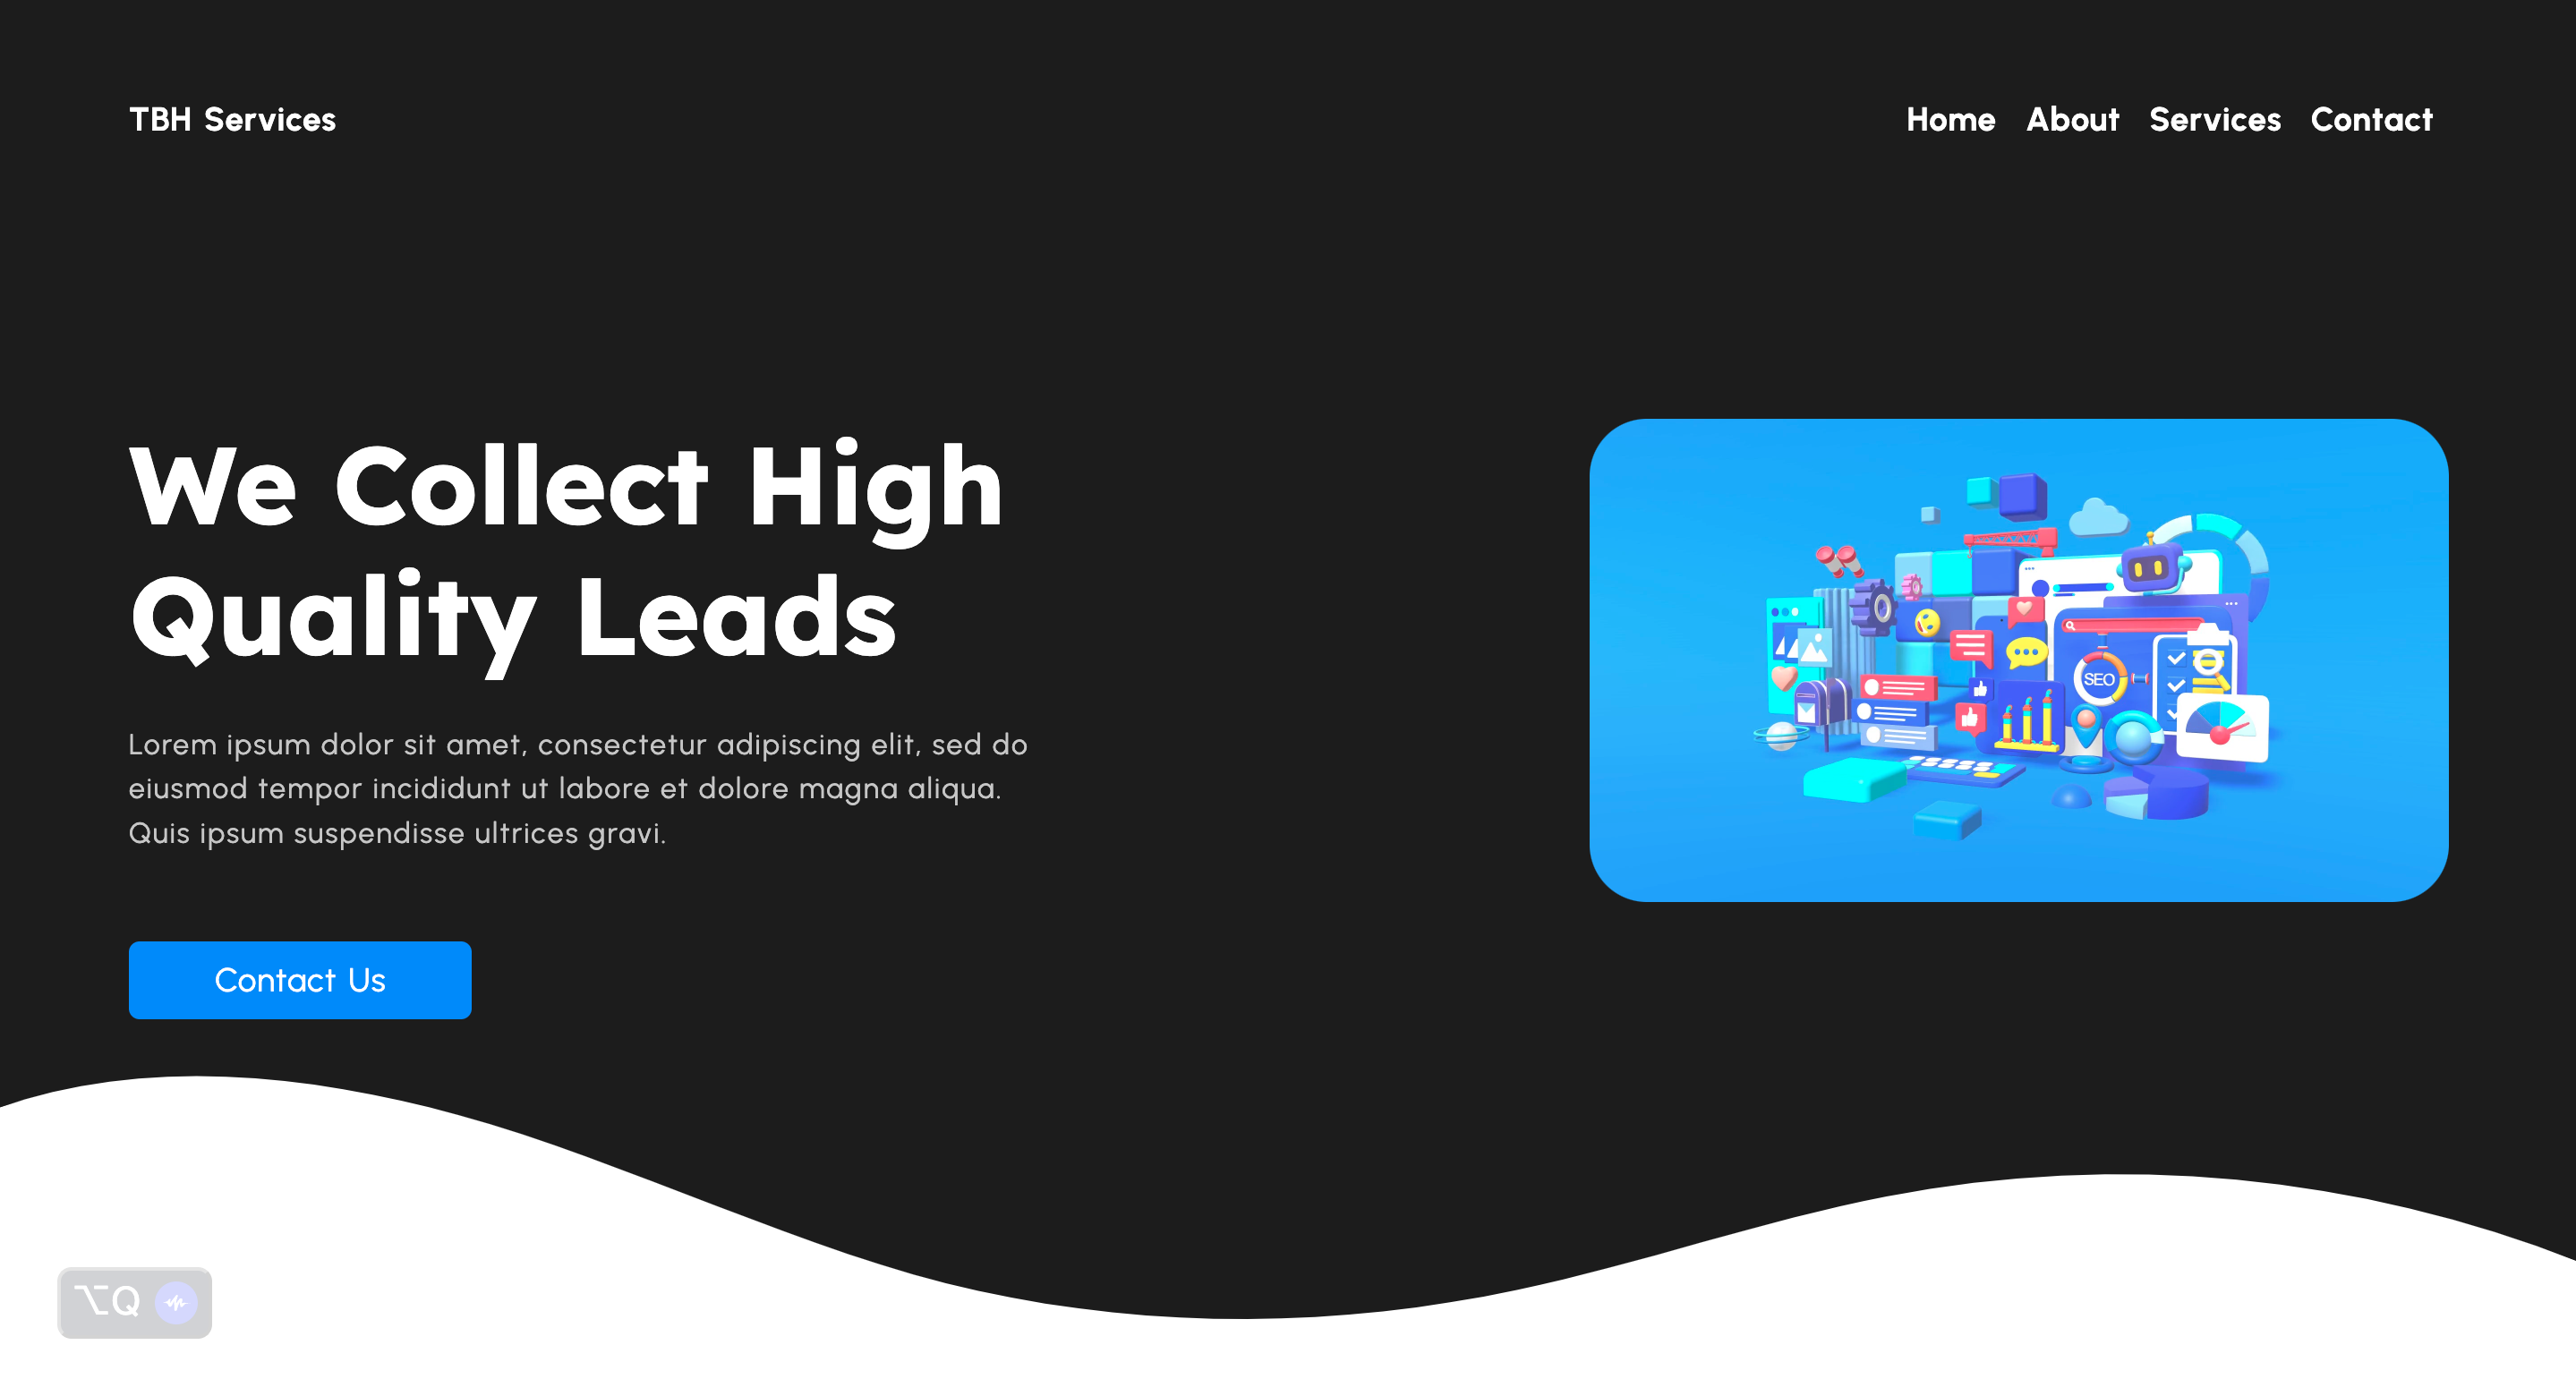 TBH Services
Home About Services Contact
We Collect High
Quality Leads
Lorem ipsum dolor sit amet, consectetur adipiscing elit, sed do
eiusmod tempor incididunt ut labore et dolore magna aliqua.
Quis ipsum suspendisse ultrices gravi.
SEO
Contact Us
⌥Q